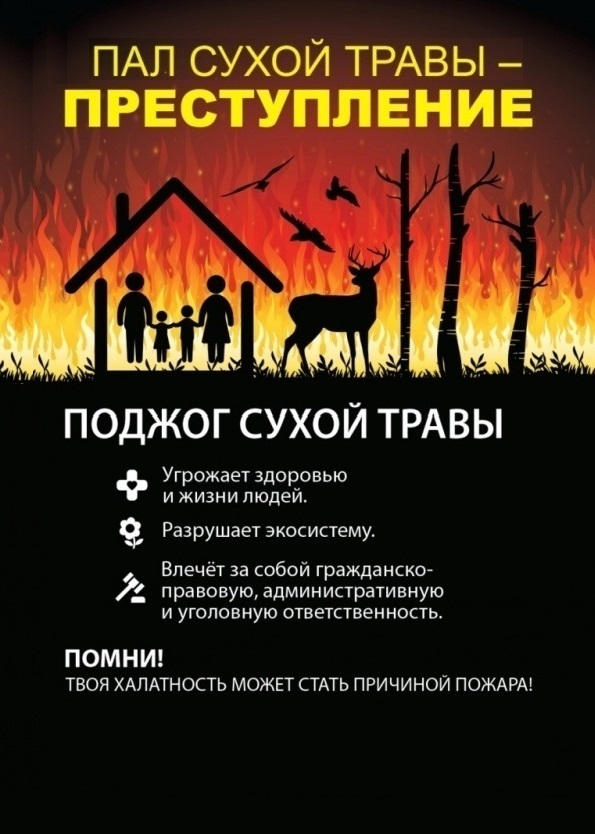 ПАЛ СУХОЙ ТРАВЫ –
ПРЕСТУПЛЕНИЕ
ПОДЖОГ СУХОЙ ТРАВЫ
Угрожает здоровью
и жизни людей.
Разрушает экосистему.
Влечёт за собой гражданско-
правовую, административную
и уголовную ответственность.
ПОМНИ!
ТВОЯ ХАЛАТНОСТЬ МОЖЕТ СТАТЬ ПРИЧИНОЙ ПОЖАРА!